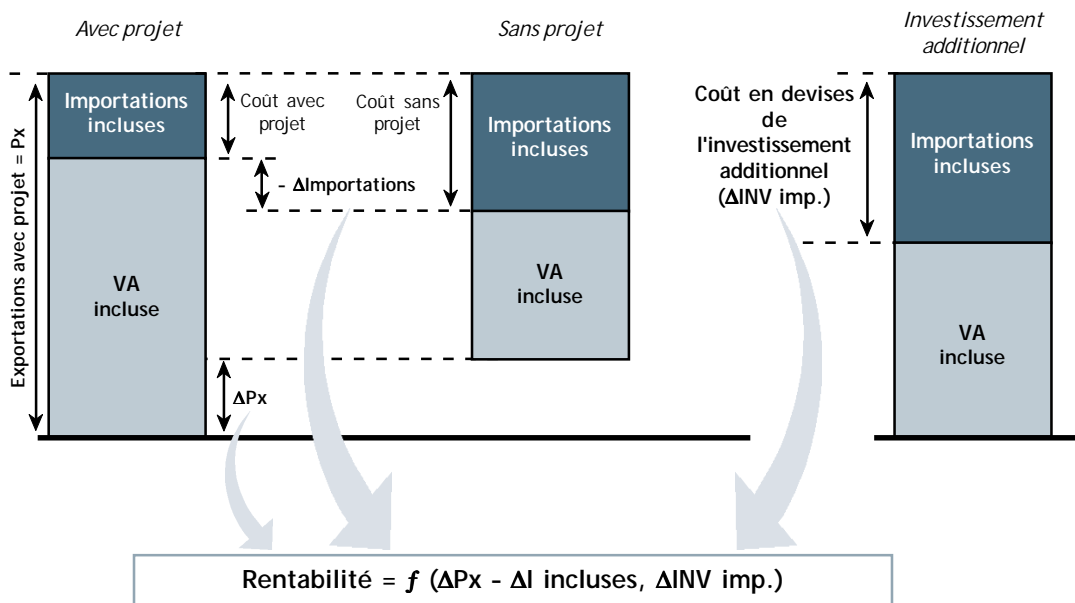 Avec projet
Sans projet
Investissement
additionnel
Exportations avec projet = Px
Importations
incluses
Coût avec
projet
Coût sans
projet
Importations
incluses
Coût en devises
de
l'investissement
additionnel
(ΔINV imp.)
Importations
incluses
- ΔImportations
VA
incluse
VA
incluse
VA
incluse
ΔPx
Rentabilité = f (ΔPx - ΔI incluses, ΔINV imp.)